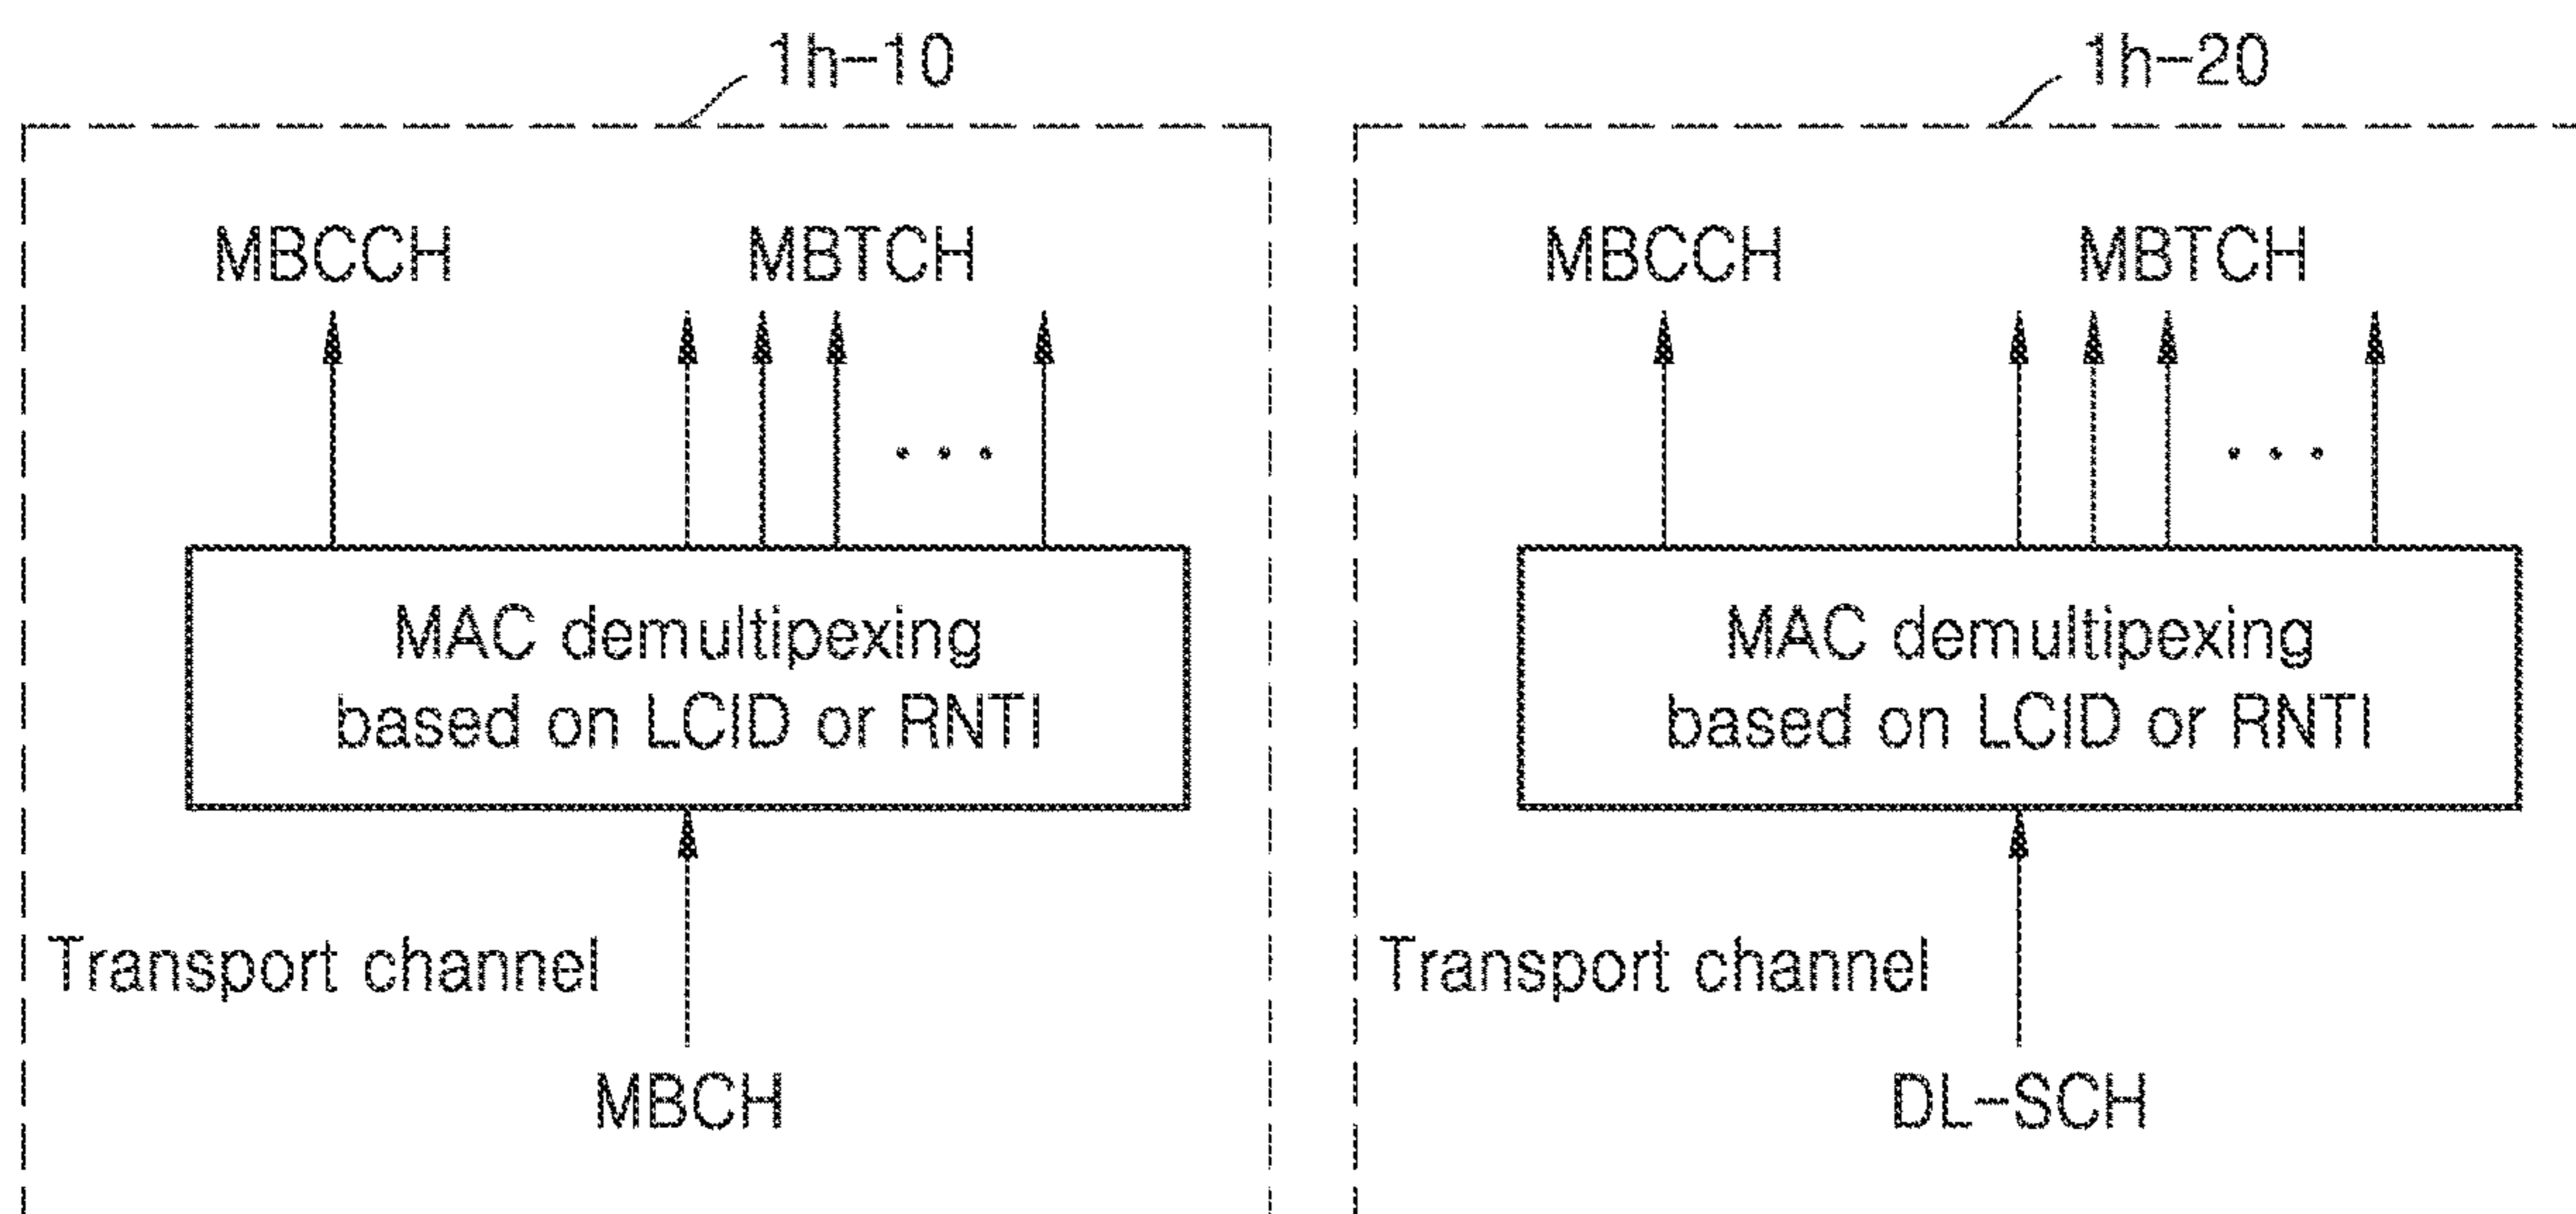 1h-10
MBCCH
MBTCH
...
MAC demultipexing
based on LCID or RNTI
Transport channel
MBCH
1h-20
MBCCH
MBTCH
...
MAC demultipexing
based on LCID or RNTI
Transport channel
DL-SCH